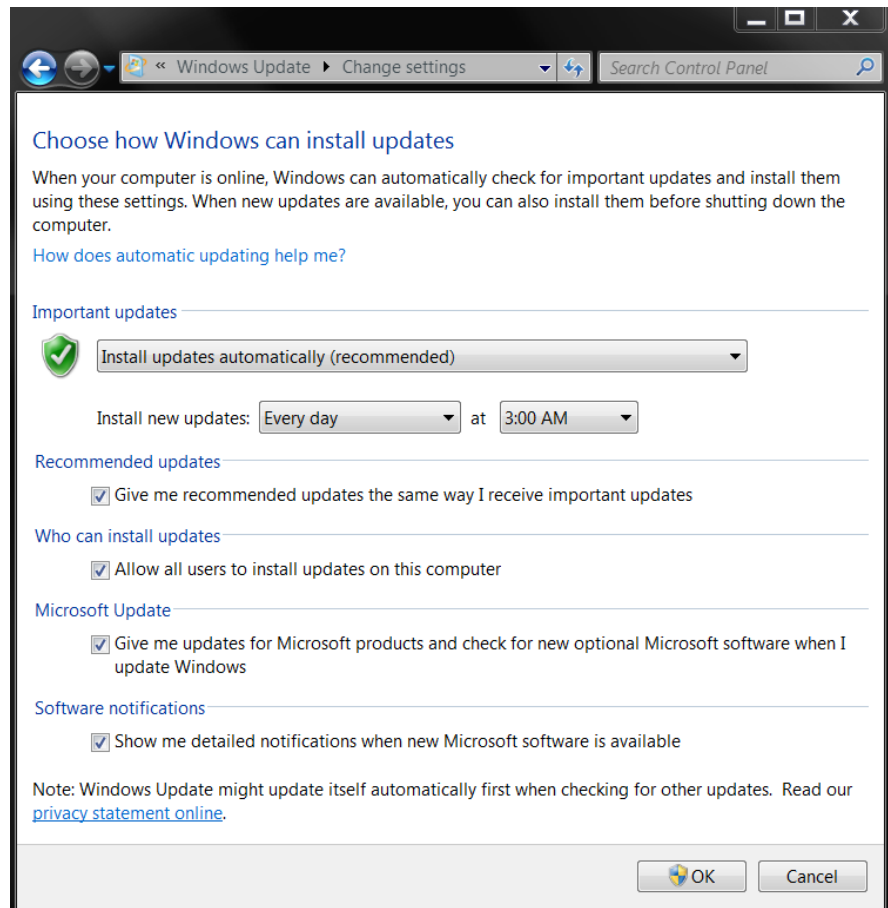 « Windows Update ▸ Change settings
Search Control Panel
Choose how Windows can install updates
When your computer is online, Windows can automatically check for important updates and install them
using these settings. When new updates are available, you can also install them before shutting down the
computer.
How does automatic updating help me?
Important updates
Install updates automatically (recommended)
Install new updates: Every day at 3:00 AM
Recommended updates
Give me recommended updates the same way I receive important updates
Who can install updates
Allow all users to install updates on this computer
Microsoft Update
Give me updates for Microsoft products and check for new optional Microsoft software when I
update Windows
Software notifications
Show me detailed notifications when new Microsoft software is available
Note: Windows Update might update itself automatically first when checking for other updates.  Read our
privacy statement online.
OK Cancel